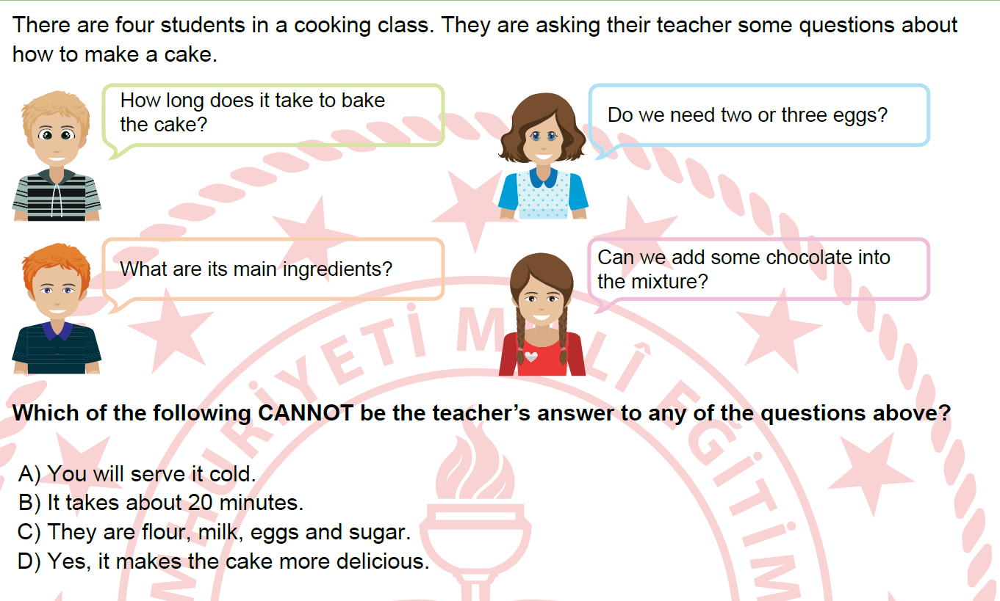 There are four students in a cooking class. They are asking their teacher some questions about
how to make a cake.
How long does it take to bake
the cake?
Do we need two or three eggs?
What are its main ingredients?
Can we add some chocolate into
the mixture?
Which of the following CANNOT be the teacher’s answer to any of the questions above?
A) You will serve it cold.
B) It takes about 20 minutes.
C) They are flour, milk, eggs and sugar.
D) Yes, it makes the cake more delicious.